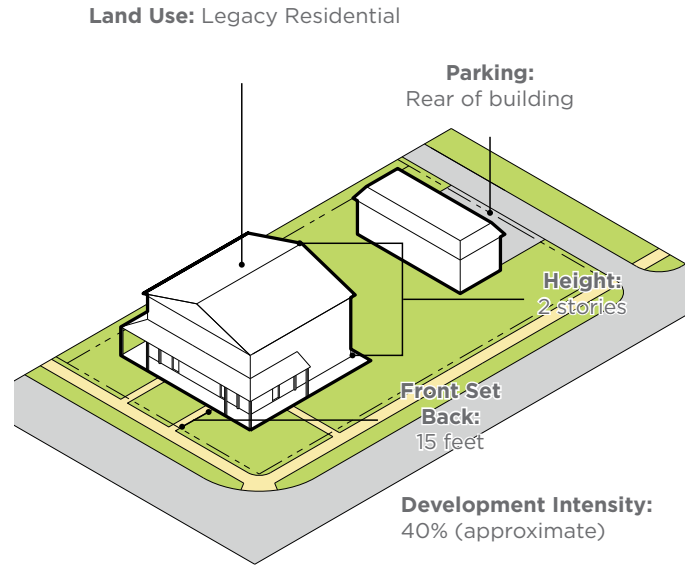 Land Use: Legacy Residential
Parking:
Rear of building
Height:
2 stories
Front Set
Back:
15 feet
Development Intensity:
40% (approximate)